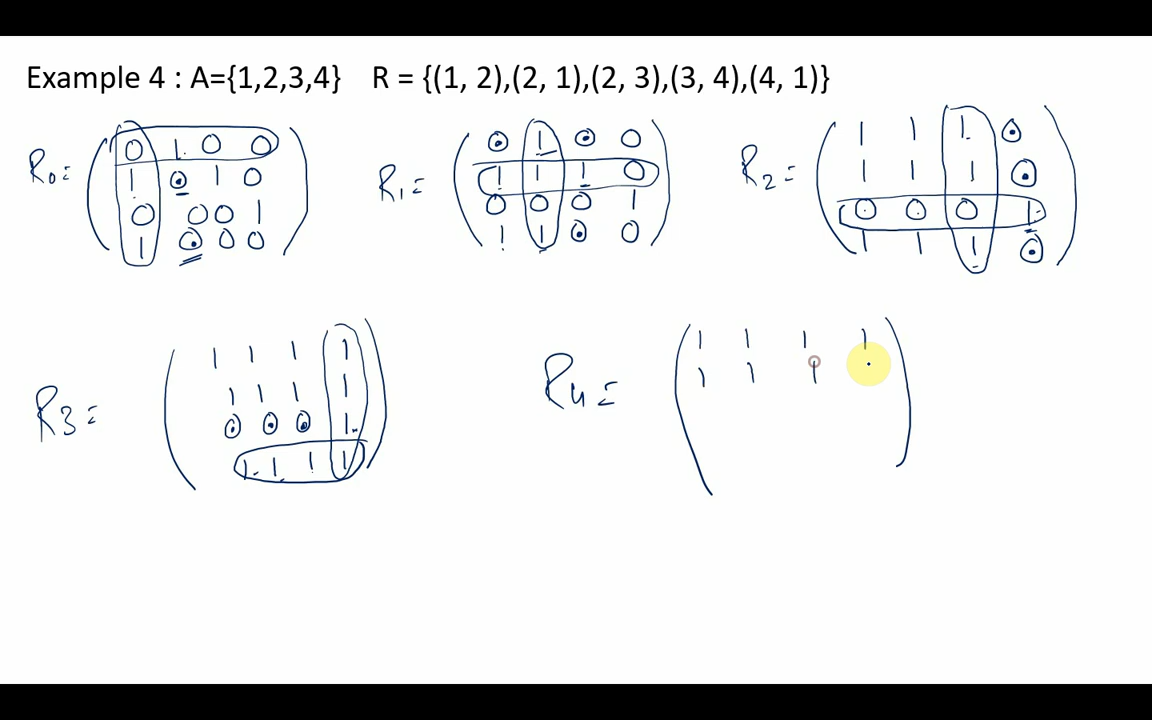 Example 4 : A={1,2,3,4} R = {(1, 2),(2, 1),(2, 3),(3, 4),(4, 1)}
R0= ( 0 1 0 0 )
1 0 1 0
0 0 0 1
1 0 0 0
R1= ( 0 1 0 0 )
1 1 1 0
0 0 0 1
1 1 0 0
R2= ( 1 1 1 0 )
1 1 1 0
0 0 0 1
1 1 1 0
R3= ( 1 1 1 1 )
1 1 1 1
0 0 0 1
1 1 1 1
R4= ( 1 1 1 1 )
1 1 1